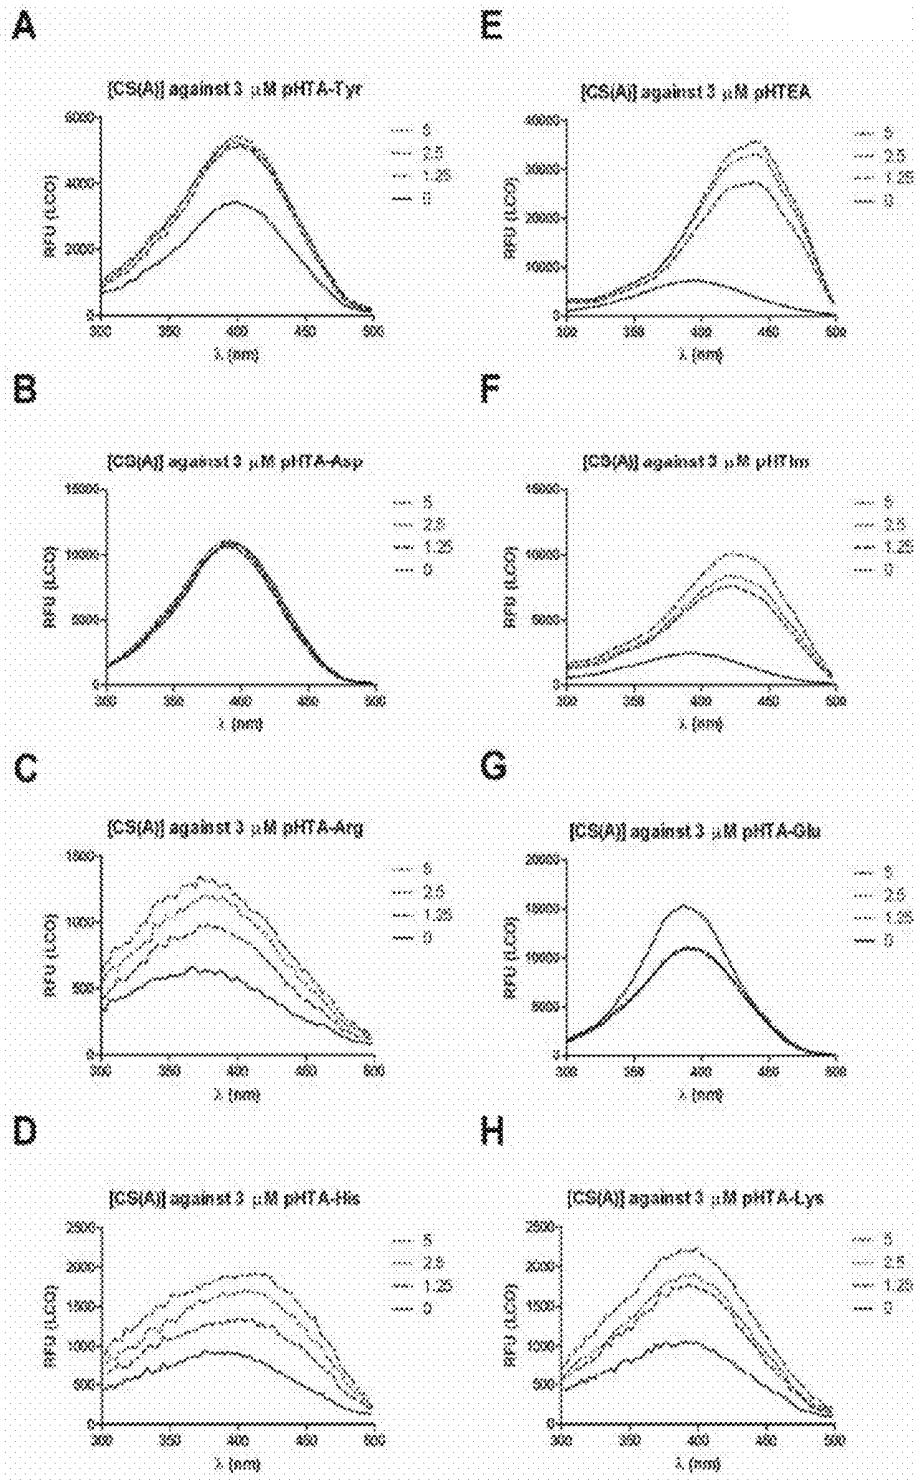 A
[CS(A)] against 3 μM pHTA-Tyr
6000
4000
2000
0
RFU (LCO)
300 350 400 450 500
λ (nm)
5
2.5
1.25
0
E
[CS(A)] against 3 μM pHTEA
40000
30000
20000
10000
0
RFU (LCO)
300 350 400 450 500
λ (nm)
5
2.5
1.25
0
B
[CS(A)] against 3 μM pHTA-Asp
15000
10000
5000
0
RFU (LCO)
300 350 400 450 500
λ (nm)
5
2.5
1.25
0
F
[CS(A)] against 3 μM pHTIm
15000
10000
5000
0
RFU (LCO)
300 350 400 450 500
λ (nm)
5
2.5
1.25
0
C
[CS(A)] against 3 μM pHTA-Arg
1500
1000
500
0
RFU (LCO)
300 350 400 450 500
λ (nm)
5
2.5
1.25
0
G
[CS(A)] against 3 μM pHTA-Glu
20000
15000
10000
5000
0
RFU (LCO)
300 350 400 450 500
λ (nm)
5
2.5
1.25
0
D
[CS(A)] against 3 μM pHTA-His
2500
2000
1500
1000
500
0
RFU (LCO)
300 350 400 450 500
λ (nm)
5
2.5
1.25
0
H
[CS(A)] against 3 μM pHTA-Lys
2500
2000
1500
1000
500
0
RFU (LCO)
300 350 400 450 500
λ (nm)
5
2.5
1.25
0